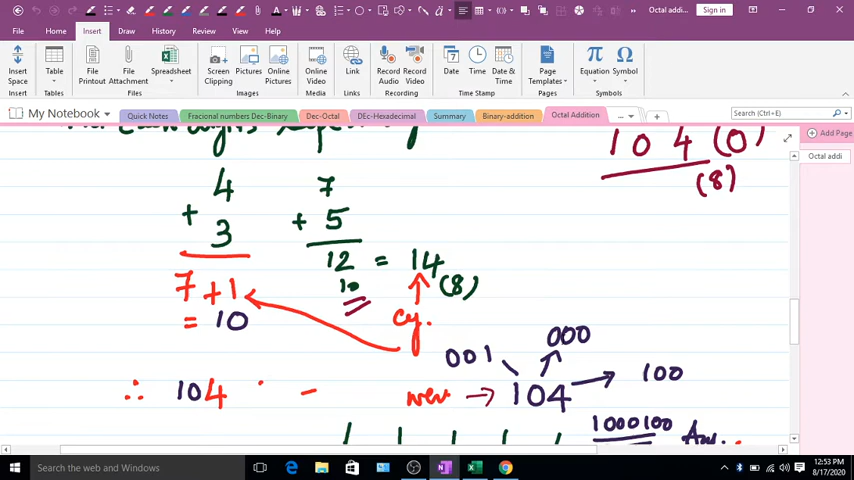 Octal addi...
Sign in
File Home Insert Draw History Review View Help
Insert Space
Table
File Printout
File Attachment
Spreadsheet
Screen Clipping
Pictures
Online Pictures
Online Video
Link
Record Audio
Record Video
Date
Time
Date & Time
Page Templates
Equation
Symbol
Insert
Tables
Files
Images
Media
Links
Recording
Time Stamp
Pages
Symbols
My Notebook
Quick Notes
Fractional numbers Dec-Binary
Dec-Octal
DEc-Hexadecimal
Summary
Binary-addition
Octal Addition
...
Search (Ctrl+E)
Add Page
Octal addi
digits
104(0)
(8)
4 7
+ 3 + 5
12 = 14 (8)
10
7 + 1
= 10
cy.
000
001
100
∴ 104 -
→ 104
1000100
Ans.
Search the web and Windows
12:53 PM
8/17/2020